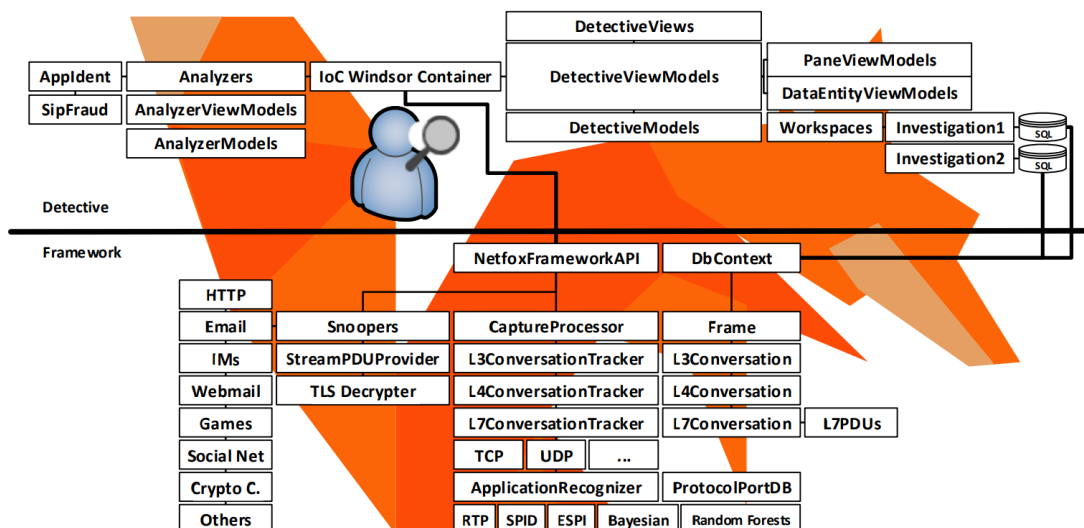 DetectiveViews
AppIdent Analyzers IoC Windsor Container DetectiveViewModels PaneViewModels
DataEntityViewModels
SipFraud AnalyzerViewModels
DetectiveModels Workspaces Investigation1 SQL
AnalyzerModels
Investigation2 SQL
Detective
Framework
NetfoxFrameworkAPI DbContext
HTTP
Email Snoopers CaptureProcessor Frame
IMs StreamPDUProvider L3ConversationTracker L3Conversation
Webmail TLS Decrypter L4ConversationTracker L4Conversation
Games L7ConversationTracker L7Conversation L7PDUs
Social Net TCP UDP ...
Crypto C. ApplicationRecognizer ProtocolPortDB
Others RTP SPID ESPI Bayesian Random Forests